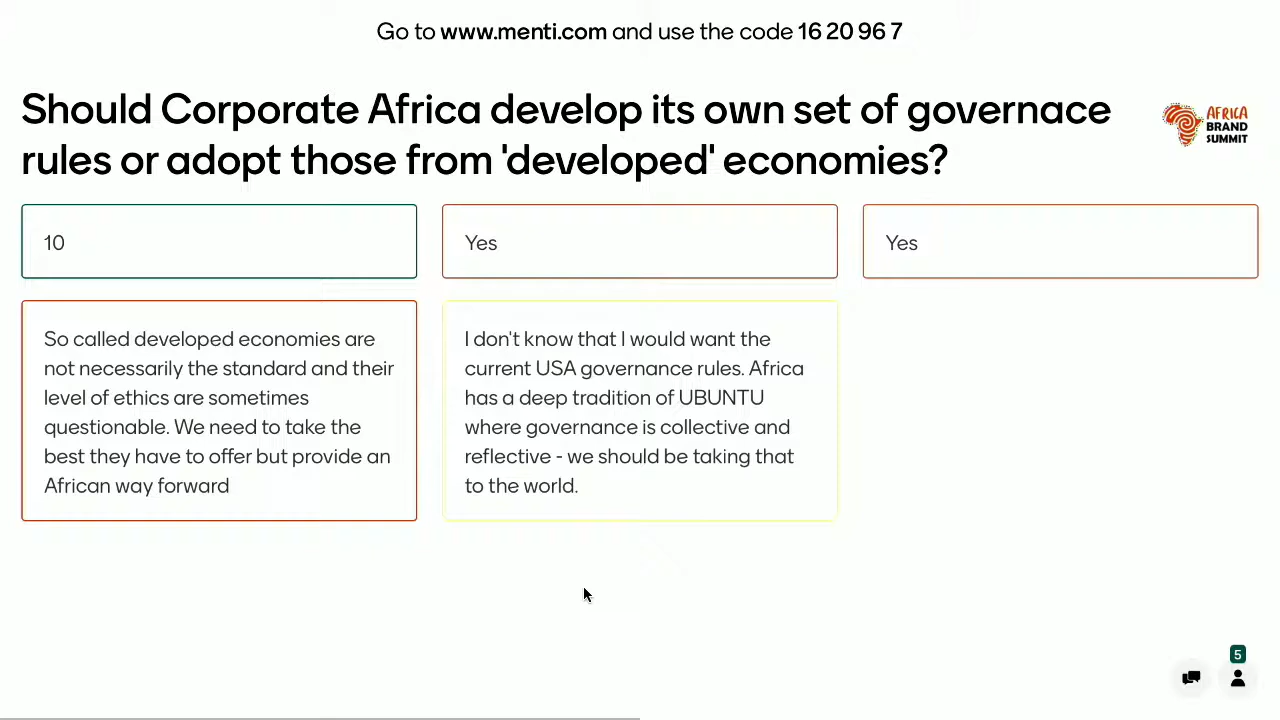 Go to www.menti.com and use the code 16 20 96 7
Should Corporate Africa develop its own set of governace
rules or adopt those from 'developed' economies?
AFRICA
BRAND
SUMMIT
10
Yes
Yes
So called developed economies are
not necessarily the standard and their
level of ethics are sometimes
questionable. We need to take the
best they have to offer but provide an
African way forward
I don't know that I would want the
current USA governance rules. Africa
has a deep tradition of UBUNTU
where governance is collective and
reflective - we should be taking that
to the world.
5